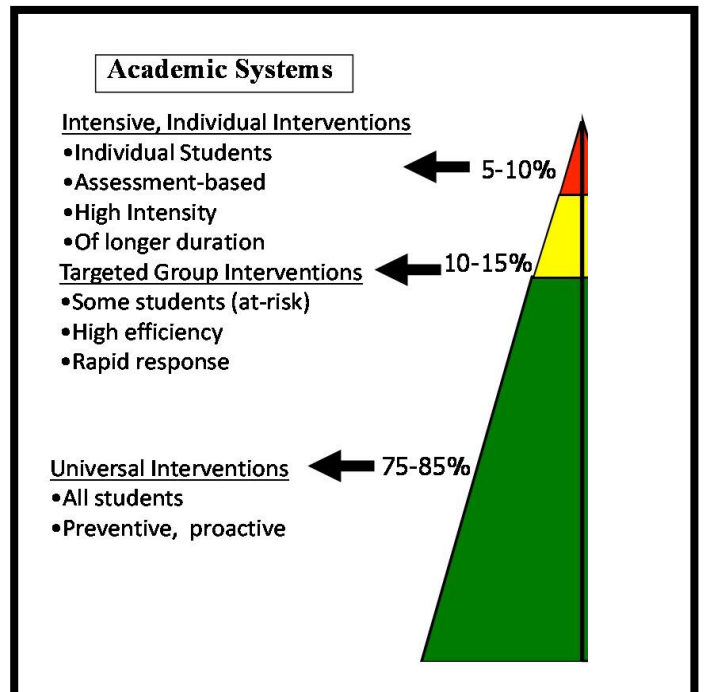 Academic Systems
Intensive, Individual Interventions
•Individual Students
•Assessment-based
•High Intensity
•Of longer duration
5-10%
Targeted Group Interventions
10-15%
•Some students (at-risk)
•High efficiency
•Rapid response
Universal Interventions
75-85%
•All students
•Preventive, proactive